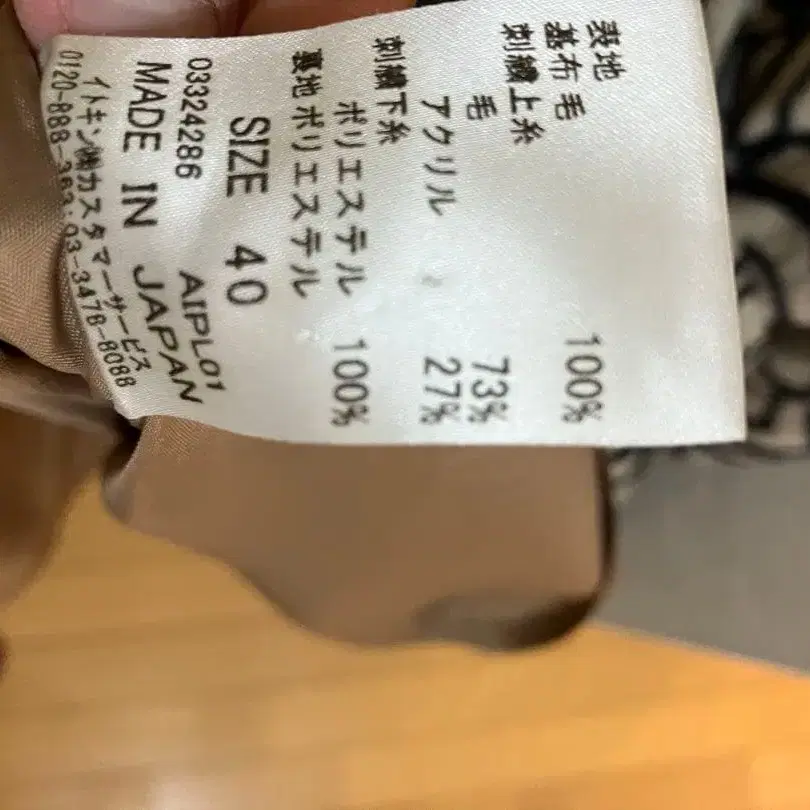 表地
基布 毛 100%
刺繍上糸
毛 73%
アクリル 27%
刺繍下糸
ポリエステル 100%
裏地 ポリエステル
SIZE 40
03324286 AIPL01
MADE IN JAPAN
イトキン㈱カスタマーサービス
0120-888-363:03-3478-8088